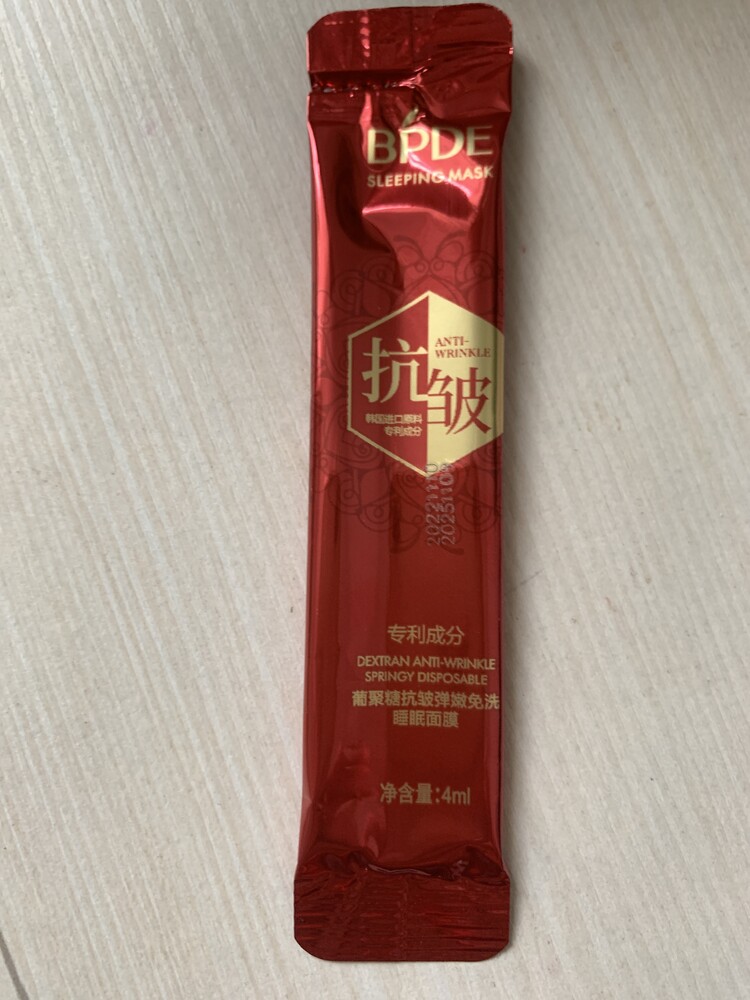 BPDE
SLEEPING MASK
ANTI-
WRINKLE
抗
皱
韩国进口原料
专利成分
20221110
20251109
专利成分
DEXTRAN ANTI-WRINKLE
SPRINGY DISPOSABLE
葡聚糖抗皱弹嫩免洗
睡眠面膜
净含量:4ml